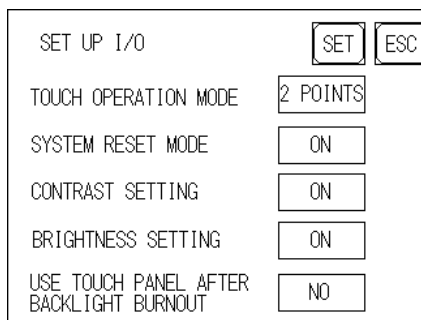 SET UP I/O SET ESC
TOUCH OPERATION MODE 2 POINTS
SYSTEM RESET MODE ON
CONTRAST SETTING ON
BRIGHTNESS SETTING ON
USE TOUCH PANEL AFTER
BACKLIGHT BURNOUT NO